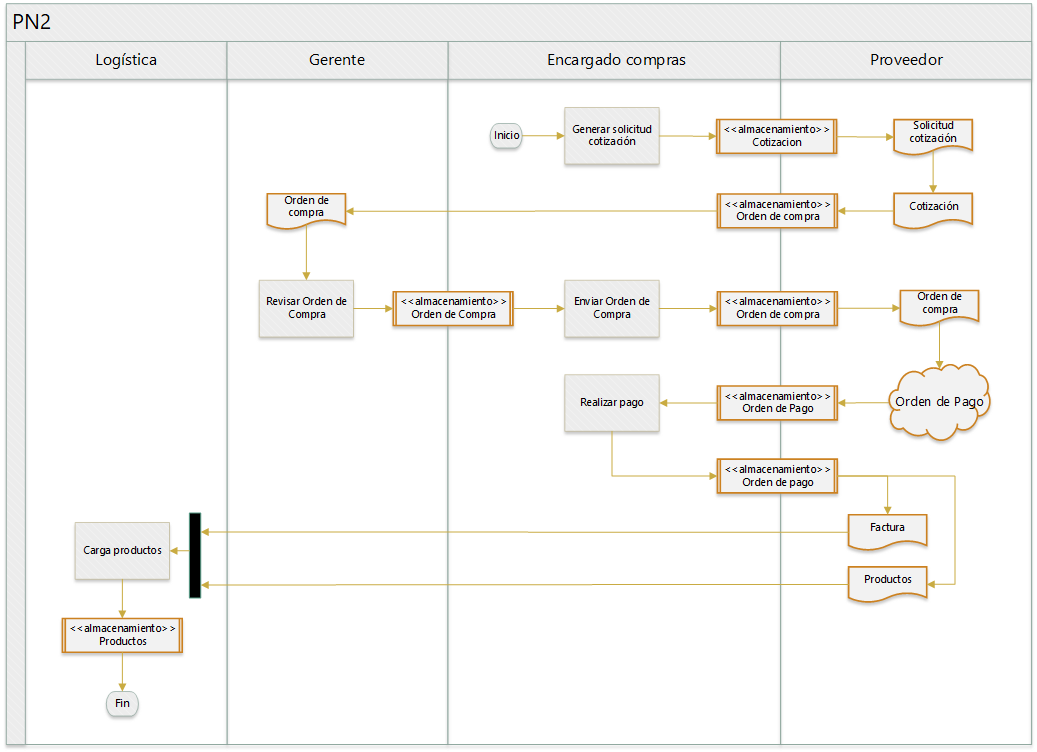 PN2
Logística
Gerente
Encargado compras
Proveedor
Inicio
Generar solicitud
cotización
<<almacenamiento>>
Cotizacion
Solicitud
cotización
Orden de
compra
<<almacenamiento>>
Orden de compra
Cotización
Revisar Orden de
Compra
<<almacenamiento>>
Orden de Compra
Enviar Orden de
Compra
<<almacenamiento>>
Orden de compra
Orden de
compra
Realizar pago
<<almacenamiento>>
Orden de Pago
Orden de Pago
<<almacenamiento>>
Orden de pago
Factura
Carga productos
Productos
<<almacenamiento>>
Productos
Fin